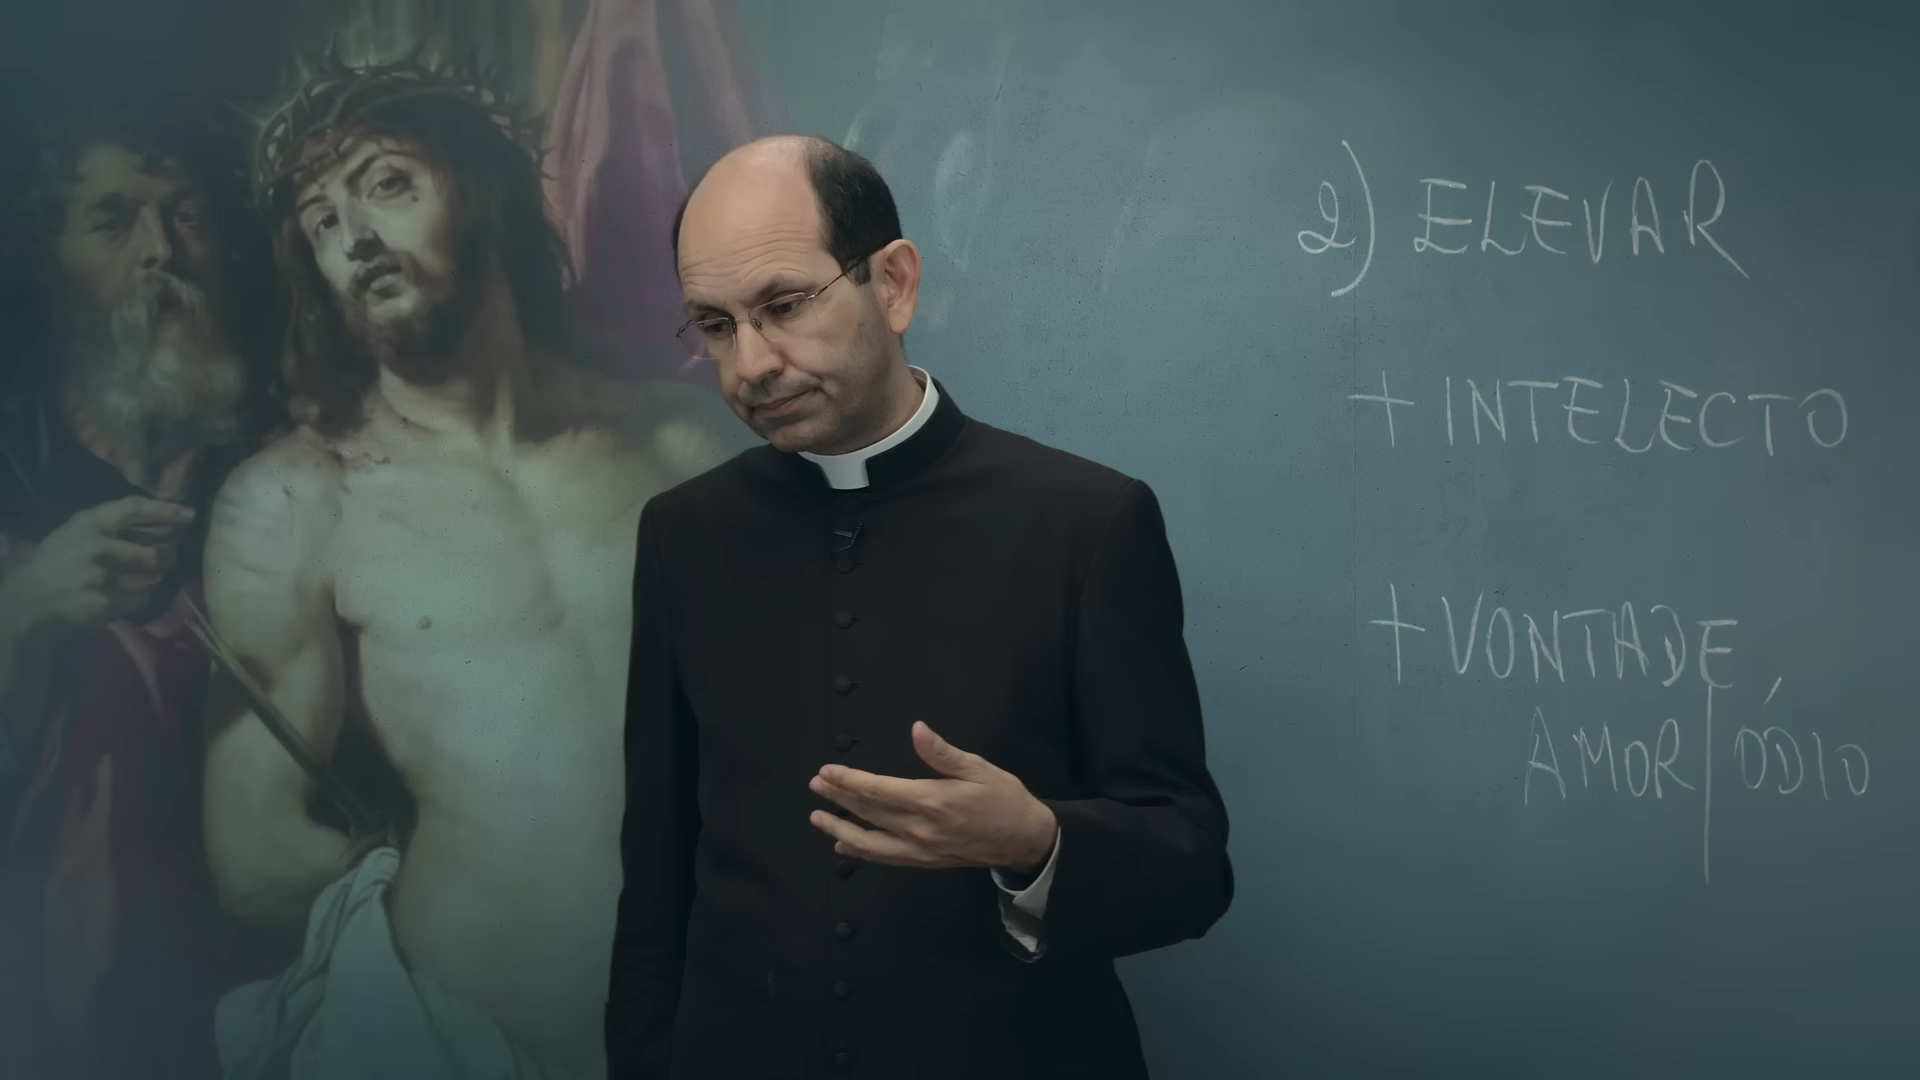 2) ELEVAR
+ INTELECTO
+ VONTADE,
AMOR | ÓDIO